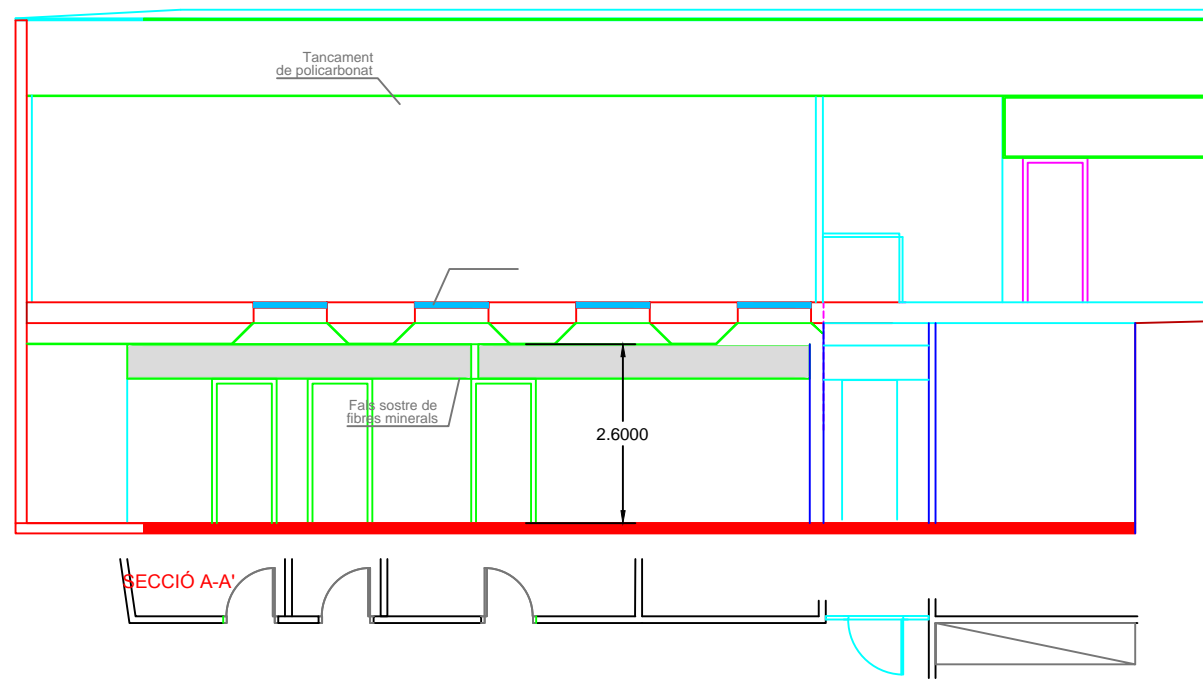 Tancament
de policarbonat
Fals sostre de
fibres minerals
2.6000
SECCIÓ A-A'